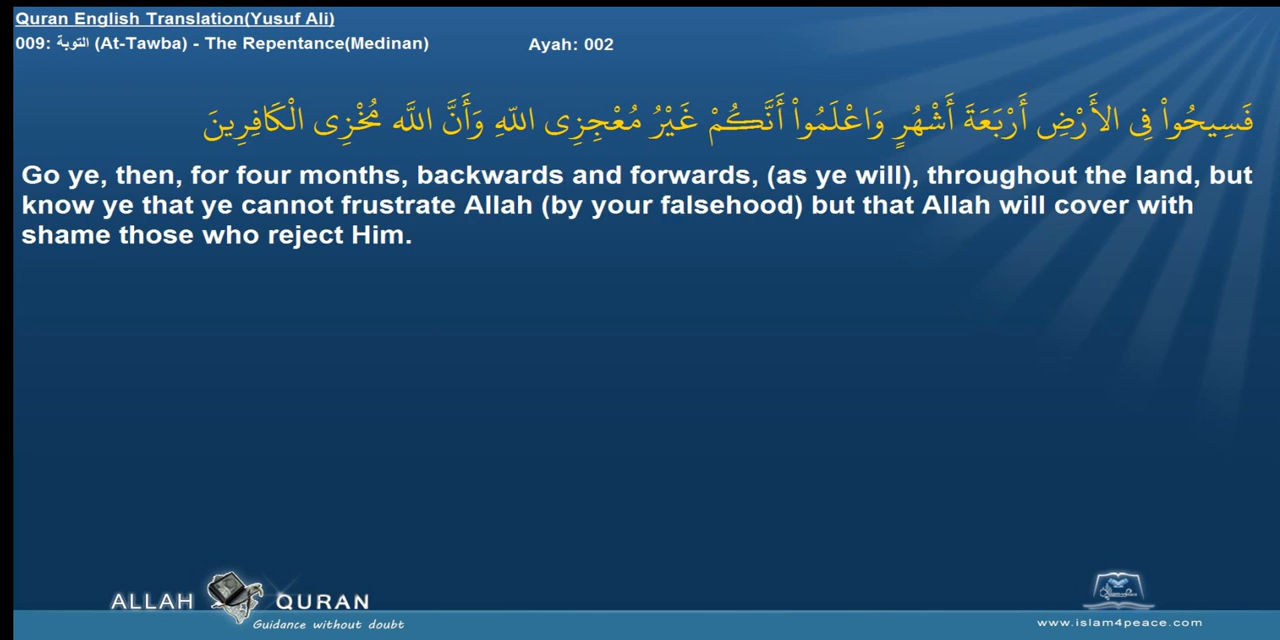 Quran English Translation(Yusuf Ali)
009: التوبة (At-Tawba) - The Repentance(Medinan) Ayah: 002
فَسِيحُواْ فِى الأَرْضِ أَرْبَعَةَ أَشْهُرٍ وَاعْلَمُواْ أَنَّكُمْ غَيْرُ مُعْجِزِى اللّهِ وَأَنَّ اللَّه مُخْزِى الْكَافِرِينَ
Go ye, then, for four months, backwards and forwards, (as ye will), throughout the land, but
know ye that ye cannot frustrate Allah (by your falsehood) but that Allah will cover with
shame those who reject Him.
ALLAH QURAN
Guidance without doubt
www.islam4peace.com